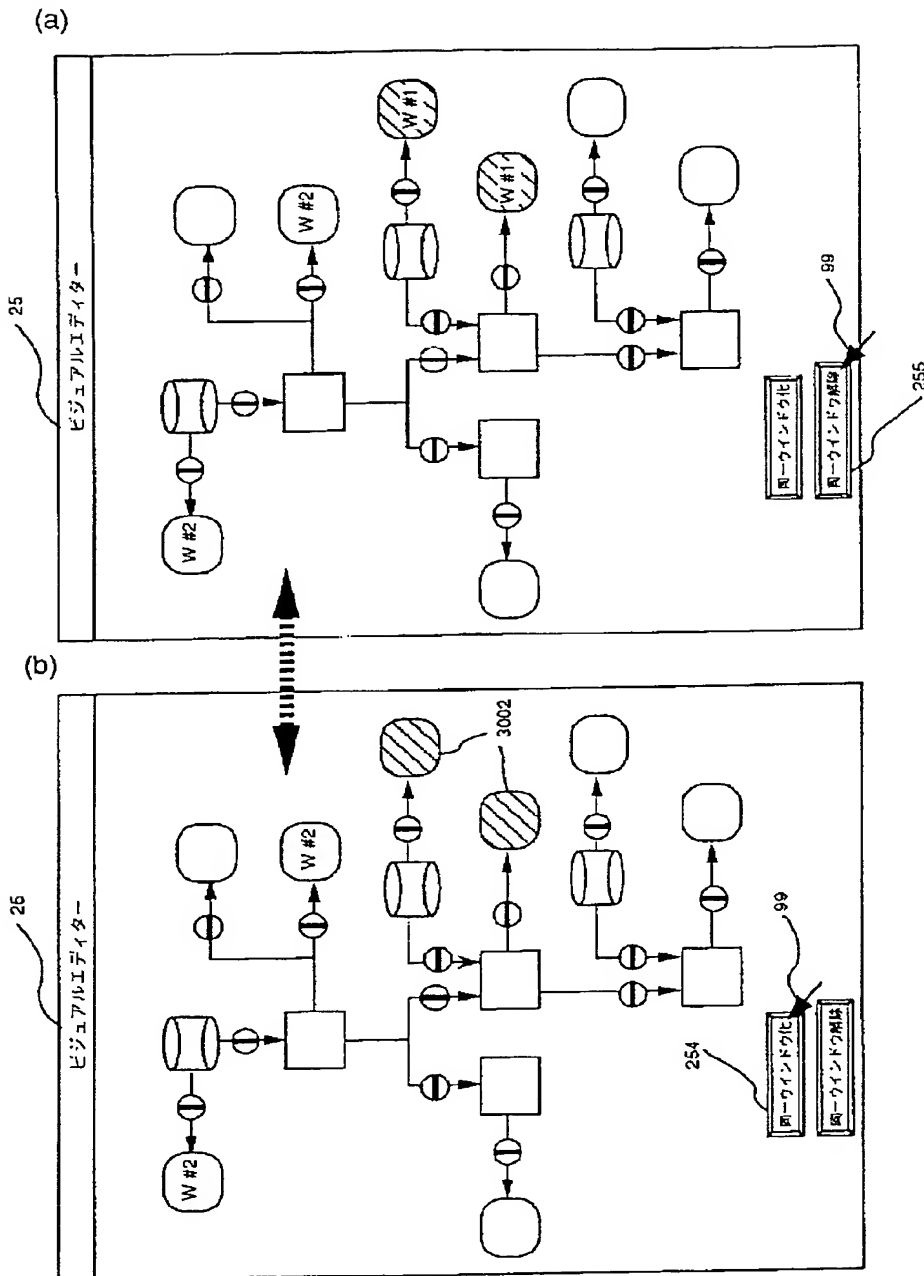 (a)
25
ビジュアルエディター
W #2
W #2
W #1
W #1
同一ウインドウ化
同一ウインドウ解除
99
255
(b)
25
ビジュアルエディター
W #2
W #2
3002
254
同一ウインドウ化
同一ウインドウ解除
99